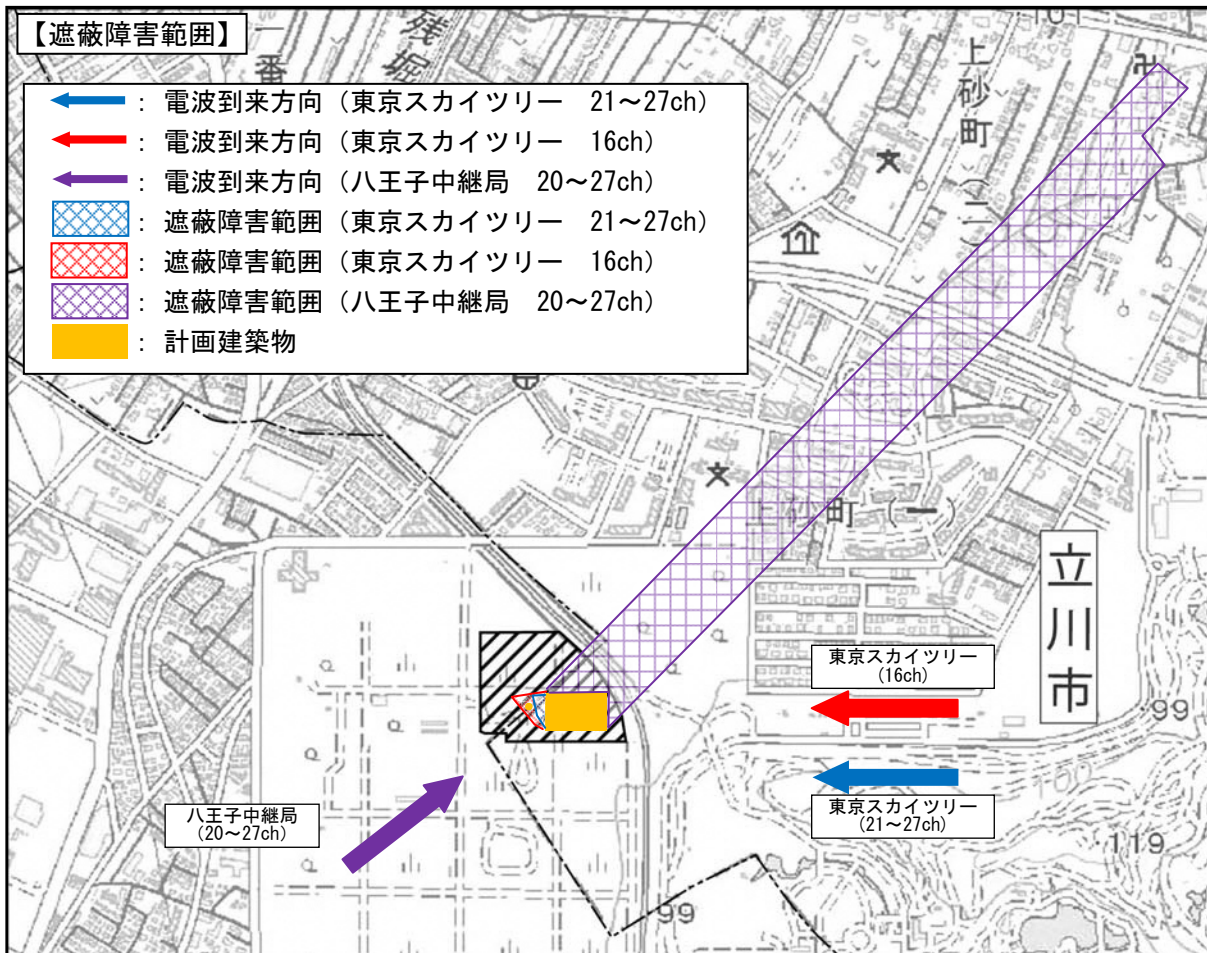 【遮蔽障害範囲】
一番
残堀
上砂町（二）
101
： 電波到来方向（東京スカイツリー　21～27ch）
： 電波到来方向（東京スカイツリー　16ch）
： 電波到来方向（八王子中継局　20～27ch）
： 遮蔽障害範囲（東京スカイツリー　21～27ch）
： 遮蔽障害範囲（東京スカイツリー　16ch）
： 遮蔽障害範囲（八王子中継局　20～27ch）
： 計画建築物
上砂町（一）
立川市
東京スカイツリー
(16ch)
99
八王子中継局
(20～27ch)
東京スカイツリー
(21～27ch)
119
99